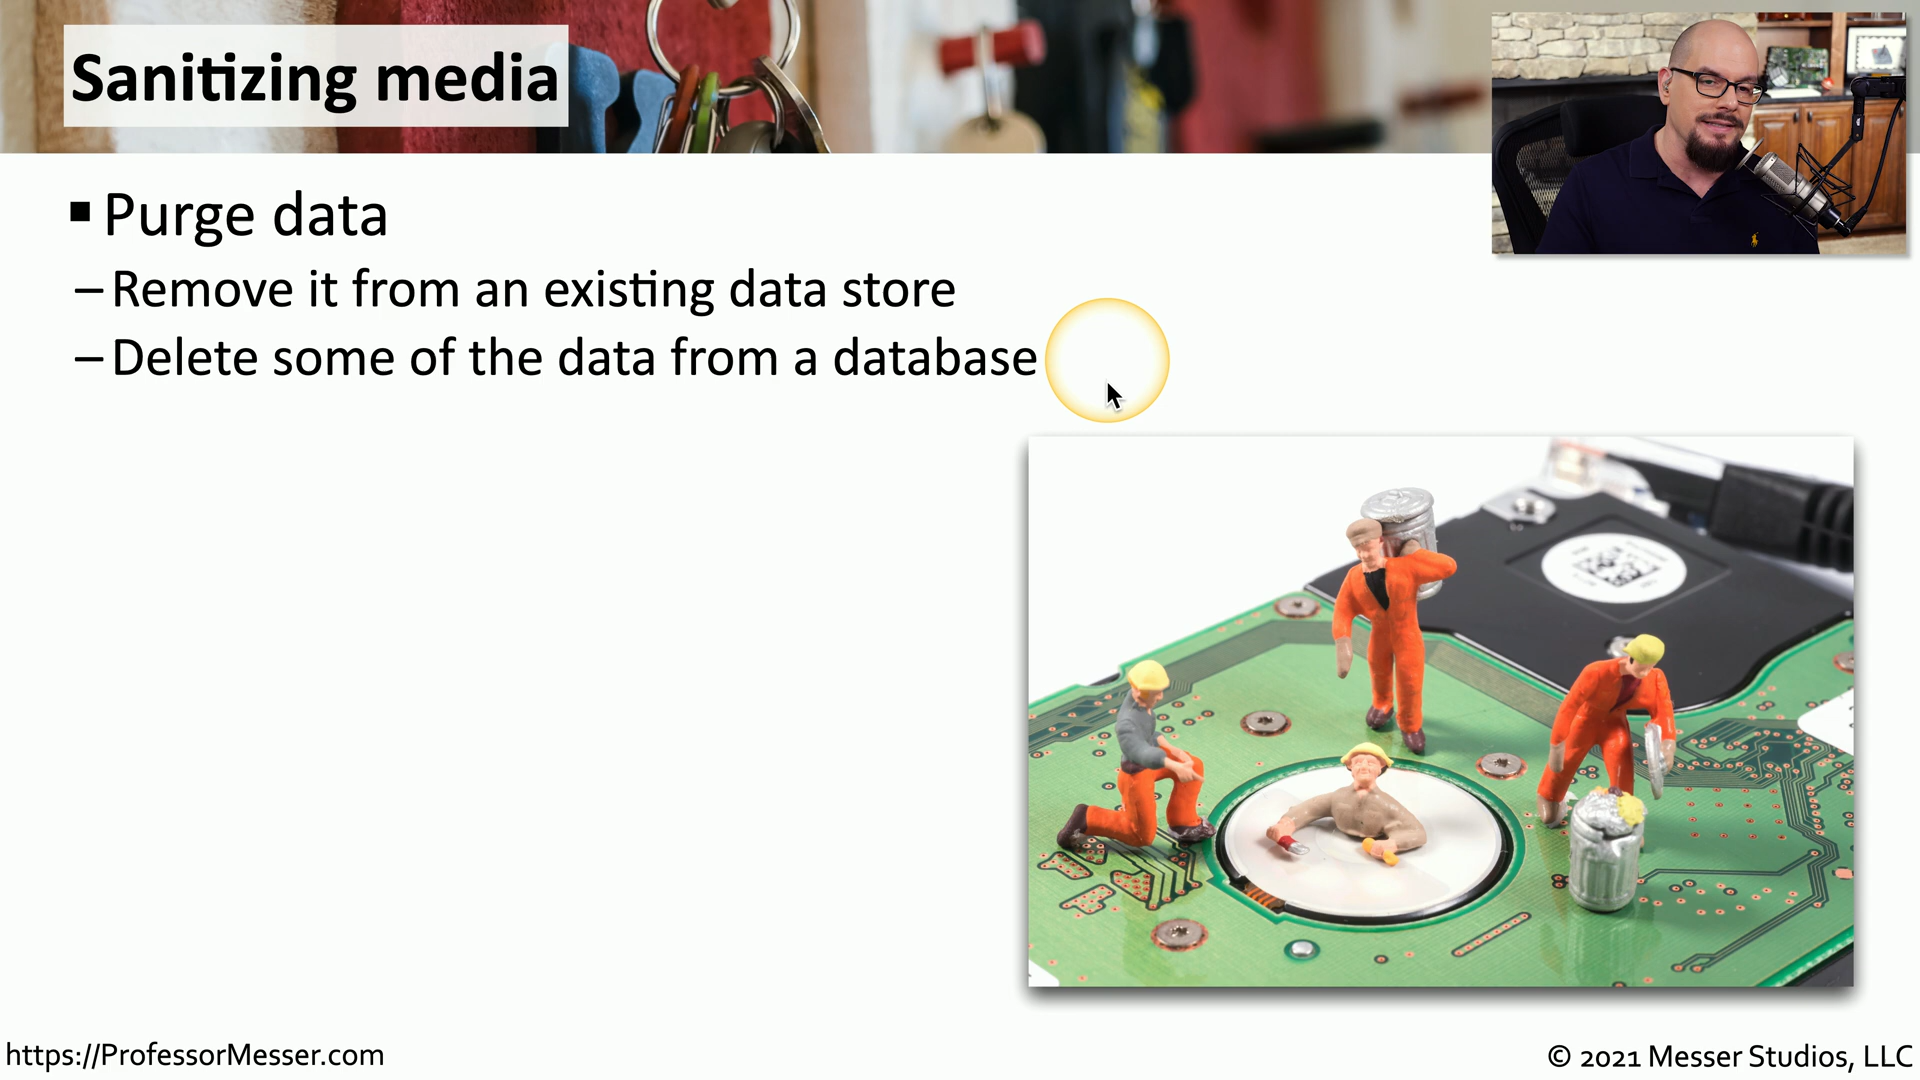 Sanitizing media
▪ Purge data
– Remove it from an existing data store
– Delete some of the data from a database
https://ProfessorMesser.com
© 2021 Messer Studios, LLC